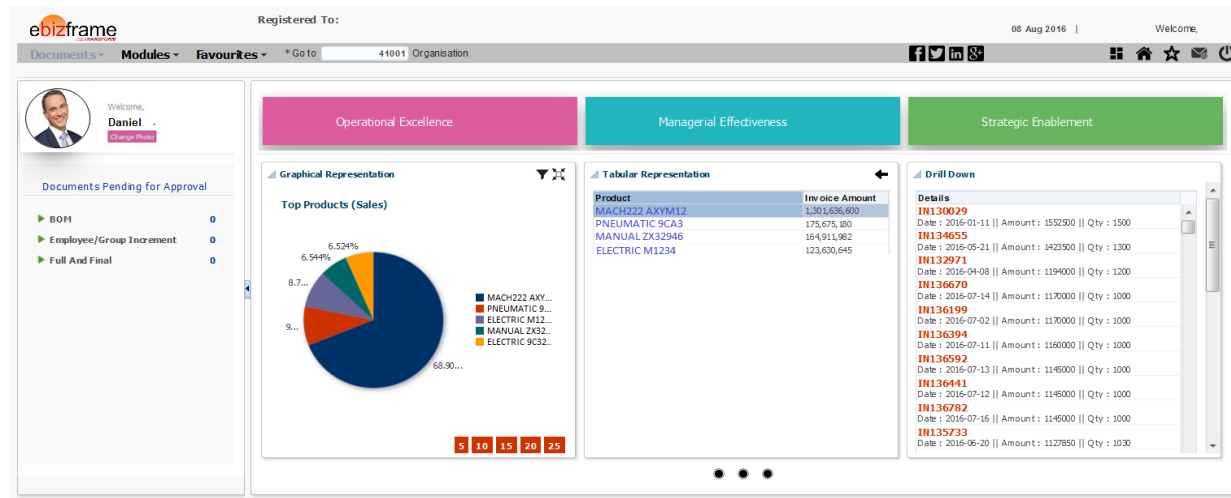 Registered To:
ebizframe
08 Aug 2016 |
Welcome,
Documents Modules Favourites * Go to 41001 Organisation
Welcome,
Daniel .
Change Photo
Documents Pending for Approval
BOM 0
Employee/Group Increment 0
Full And Final 0
Operational Excellence
Managerial Effectiveness
Strategic Enablement
Graphical Representation
Top Products (Sales)
6.524%
6.544%
8.7...
9...
68.90...
MACH222 AXY...
PNEUMATIC 9...
ELECTRIC M12...
MANUAL ZX32..
ELECTRIC 9C32..
5 10 15 20 25
Tabular Representation
Product Invoice Amount
MACH222 AXYM12 1,301,636,600
PNEUMATIC 9CA3 175,675,180
MANUAL ZX32946 164,911,982
ELECTRIC M1234 123,630,645
Drill Down
Details
IN130029
Date : 2016-01-11 || Amount : 1552500 || Qty : 1500
IN134655
Date : 2016-05-21 || Amount : 1423500 || Qty : 1300
IN132971
Date : 2016-04-08 || Amount : 1194000 || Qty : 1200
IN136670
Date : 2016-07-14 || Amount : 1170000 || Qty : 1000
IN136199
Date : 2016-07-02 || Amount : 1170000 || Qty : 1000
IN136394
Date : 2016-07-11 || Amount : 1160000 || Qty : 1000
IN136592
Date : 2016-07-13 || Amount : 1145000 || Qty : 1000
IN136441
Date : 2016-07-12 || Amount : 1145000 || Qty : 1000
IN136782
Date : 2016-07-16 || Amount : 1145000 || Qty : 1000
IN135733
Date : 2016-06-20 || Amount : 1127850 || Qty : 1030